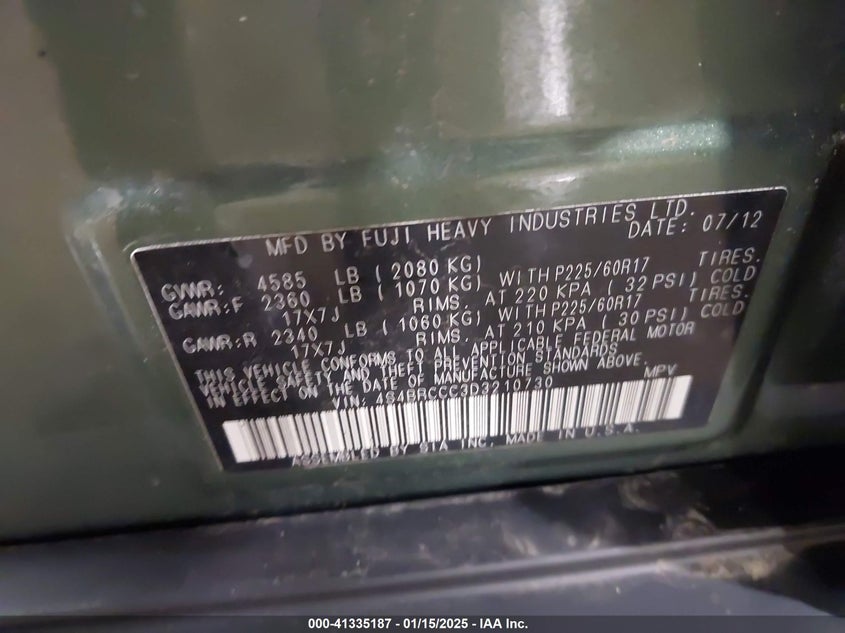 MFD BY FUJI HEAVY INDUSTRIES LTD.
DATE: 07/12
GVWR: 4585 LB ( 2080 KG)
GAWR:F 2360 LB ( 1070 KG) WITH P225/60R17 TIRES.
17X7J RIMS. AT 220 KPA ( 32 PSI) COLD
GAWR:R 2340 LB ( 1060 KG) WITH P225/60R17 TIRES.
17X7J RIMS. AT 210 KPA ( 30 PSI) COLD
THIS VEHICLE CONFORMS TO ALL APPLICABLE FEDERAL MOTOR
VEHICLE SAFETY AND THEFT PREVENTION STANDARDS
IN EFFECT ON THE DATE OF MANUFACTURE SHOWN ABOVE.
VIN: 4S4BRCCC3D3210730 MPV
ASSEMBLED BY SIA INC. MADE IN U.S.A.
000-41335187 - 01/15/2025 - IAA Inc.